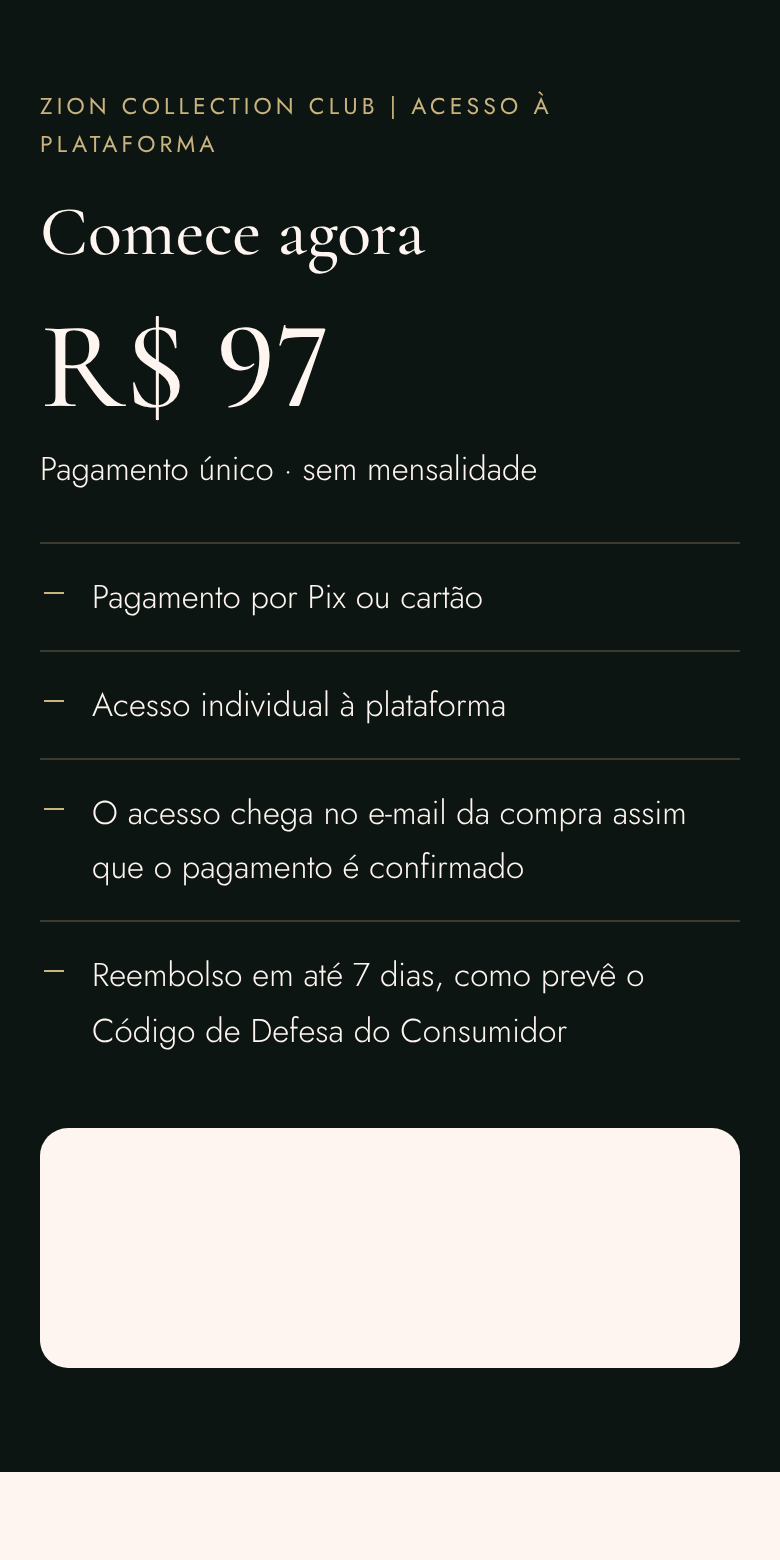 ZION COLLECTION CLUB | ACESSO À
PLATAFORMA
Comece agora
R$ 97
Pagamento único · sem mensalidade
— Pagamento por Pix ou cartão
— Acesso individual à plataforma
— O acesso chega no e-mail da compra assim
que o pagamento é confirmado
— Reembolso em até 7 dias, como prevê o
Código de Defesa do Consumidor